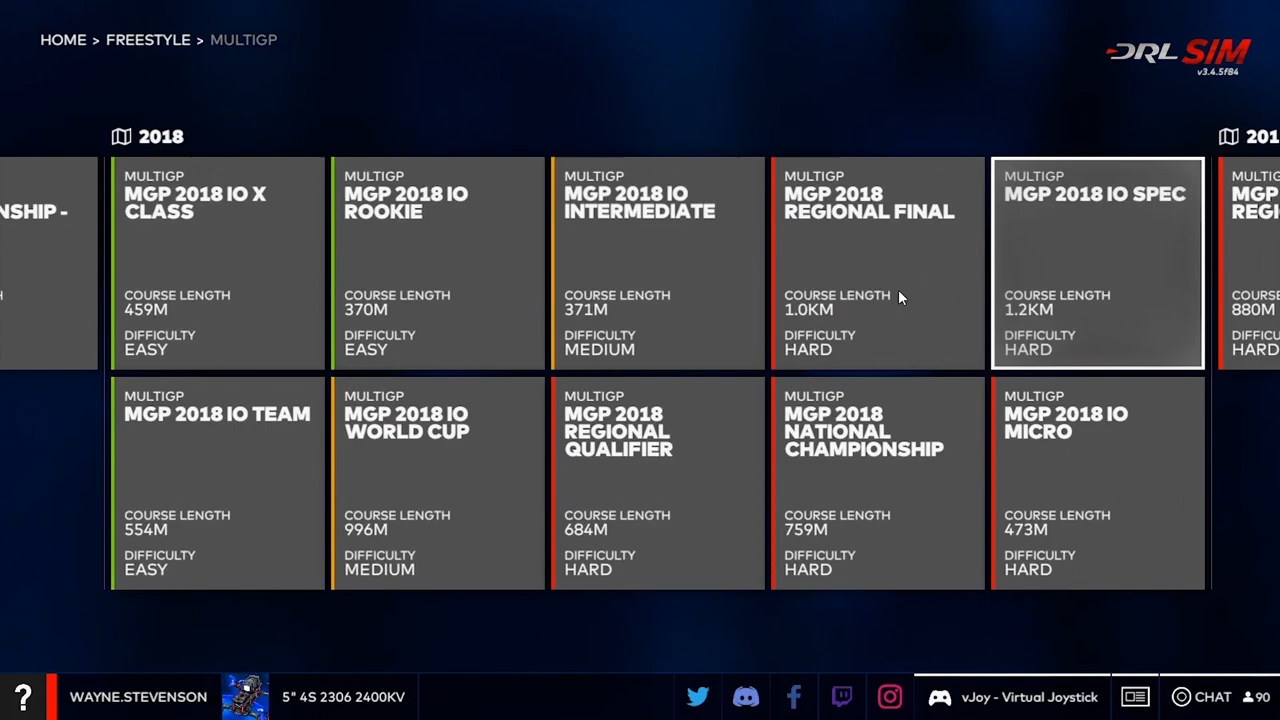 HOME > FREESTYLE > MULTIGP
DRL SIM
v3.4.5f84
2018
201
NSHIP -
MULTIGP
MGP 2018 IO X
CLASS
COURSE LENGTH
459M
DIFFICULTY
EASY
MULTIGP
MGP 2018 IO
ROOKIE
COURSE LENGTH
370M
DIFFICULTY
EASY
MULTIGP
MGP 2018 IO
INTERMEDIATE
COURSE LENGTH
371M
DIFFICULTY
MEDIUM
MULTIGP
MGP 2018
REGIONAL FINAL
COURSE LENGTH
1.0KM
DIFFICULTY
HARD
MULTIGP
MGP 2018 IO SPEC
COURSE LENGTH
1.2KM
DIFFICULTY
HARD
MULTIG
MGP
REGI
COURSE
880M
DIFFICU
HARD
MULTIGP
MGP 2018 IO TEAM
COURSE LENGTH
554M
DIFFICULTY
EASY
MULTIGP
MGP 2018 IO
WORLD CUP
COURSE LENGTH
996M
DIFFICULTY
MEDIUM
MULTIGP
MGP 2018
REGIONAL
QUALIFIER
COURSE LENGTH
684M
DIFFICULTY
HARD
MULTIGP
MGP 2018
NATIONAL
CHAMPIONSHIP
COURSE LENGTH
759M
DIFFICULTY
HARD
MULTIGP
MGP 2018 IO
MICRO
COURSE LENGTH
473M
DIFFICULTY
HARD
? WAYNE.STEVENSON 5" 4S 2306 2400KV vJoy - Virtual Joystick CHAT 90